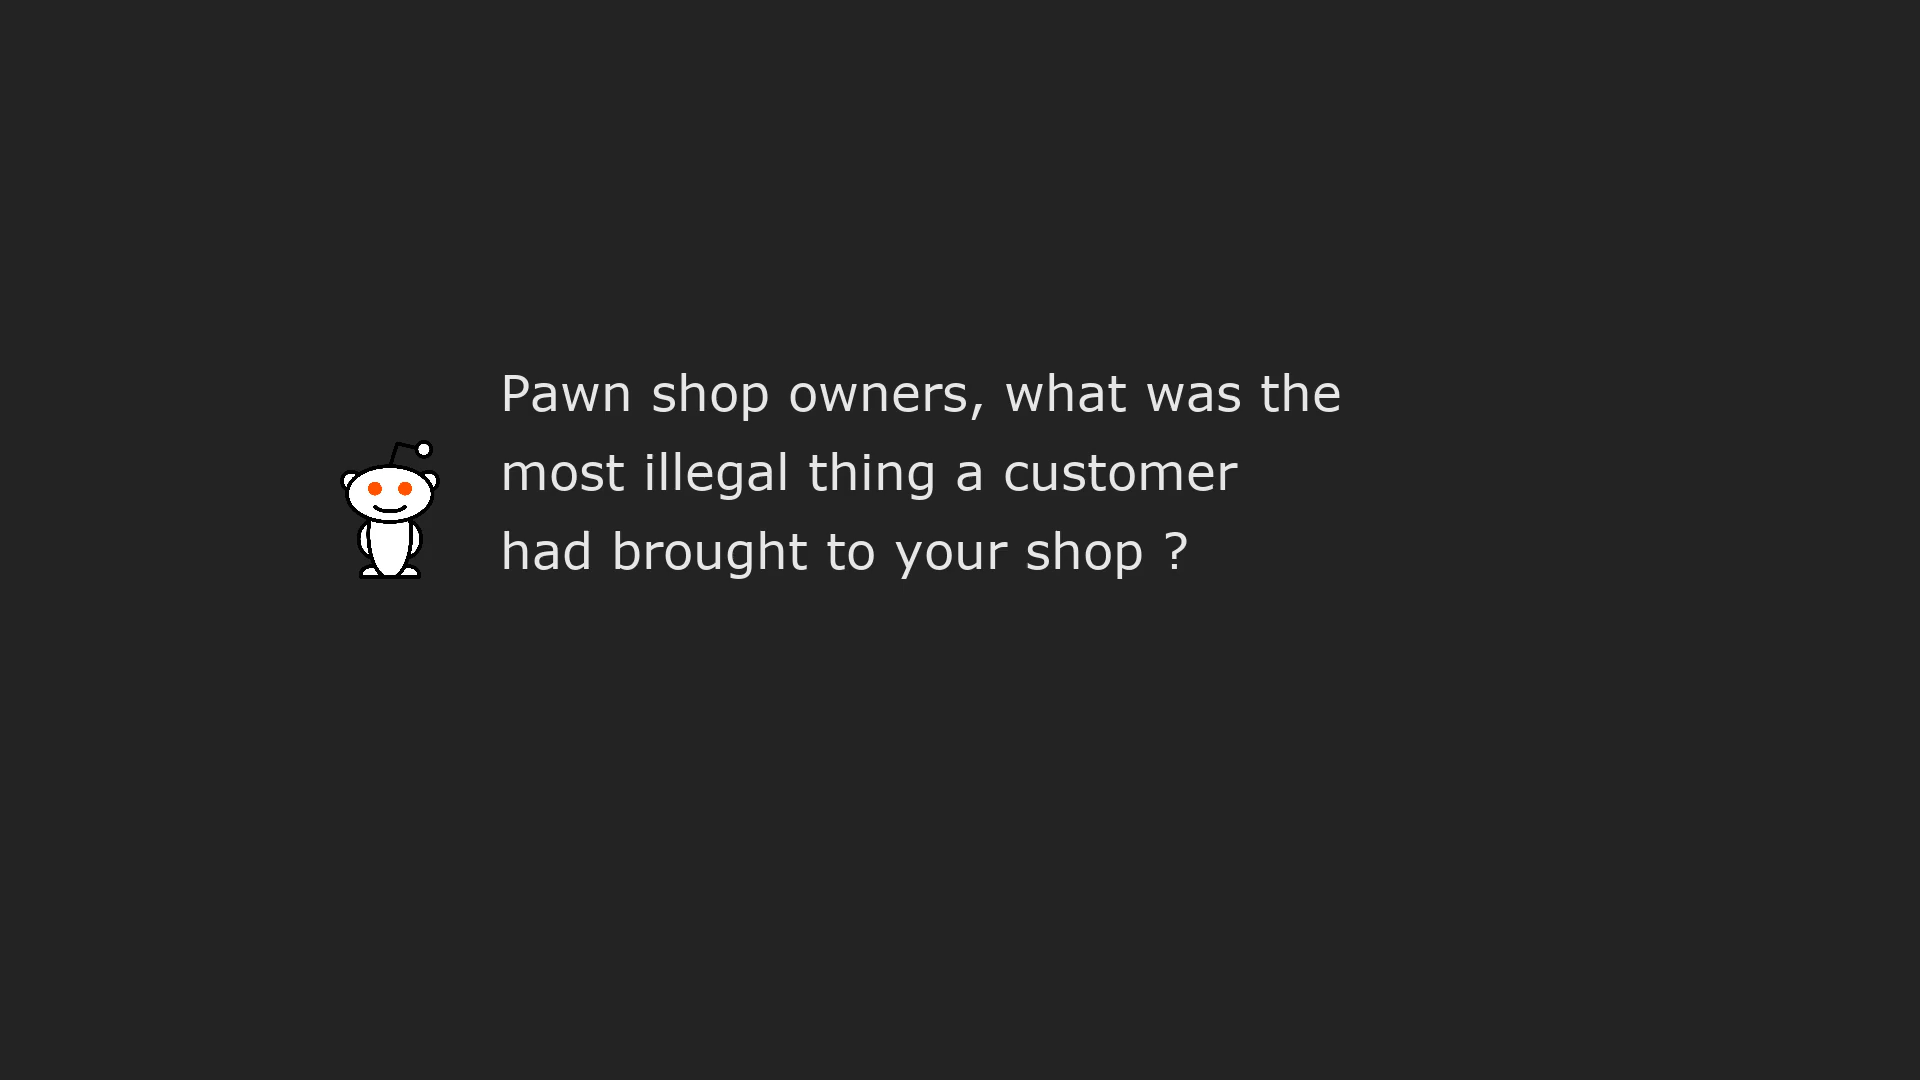 Pawn shop owners, what was the
most illegal thing a customer
had brought to your shop ?